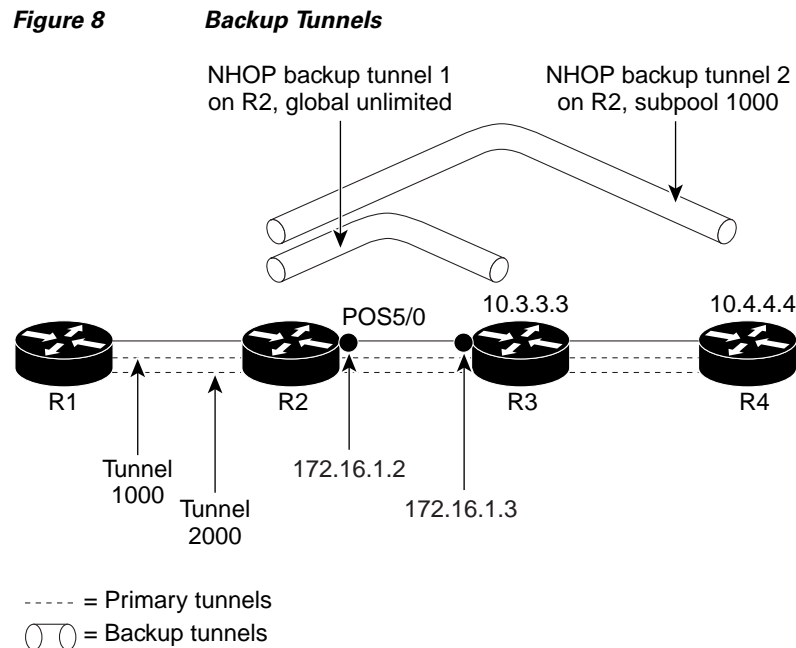 Figure 8 Backup Tunnels
NHOP backup tunnel 1
on R2, global unlimited
NHOP backup tunnel 2
on R2, subpool 1000
POS5/0
10.3.3.3
10.4.4.4
R1
R2
R3
R4
Tunnel
1000
Tunnel
2000
172.16.1.2
172.16.1.3
= Primary tunnels
= Backup tunnels